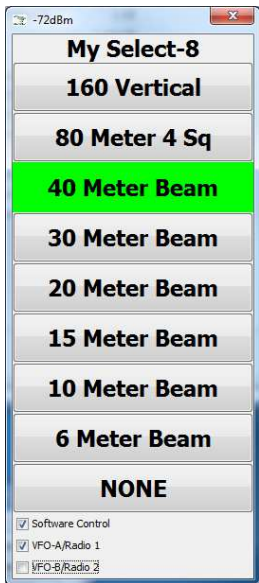 -72dBm
My Select-8
160 Vertical
80 Meter 4 Sq
40 Meter Beam
30 Meter Beam
20 Meter Beam
15 Meter Beam
10 Meter Beam
6 Meter Beam
NONE
Software Control
VFO-A/Radio 1
VFO-B/Radio 2